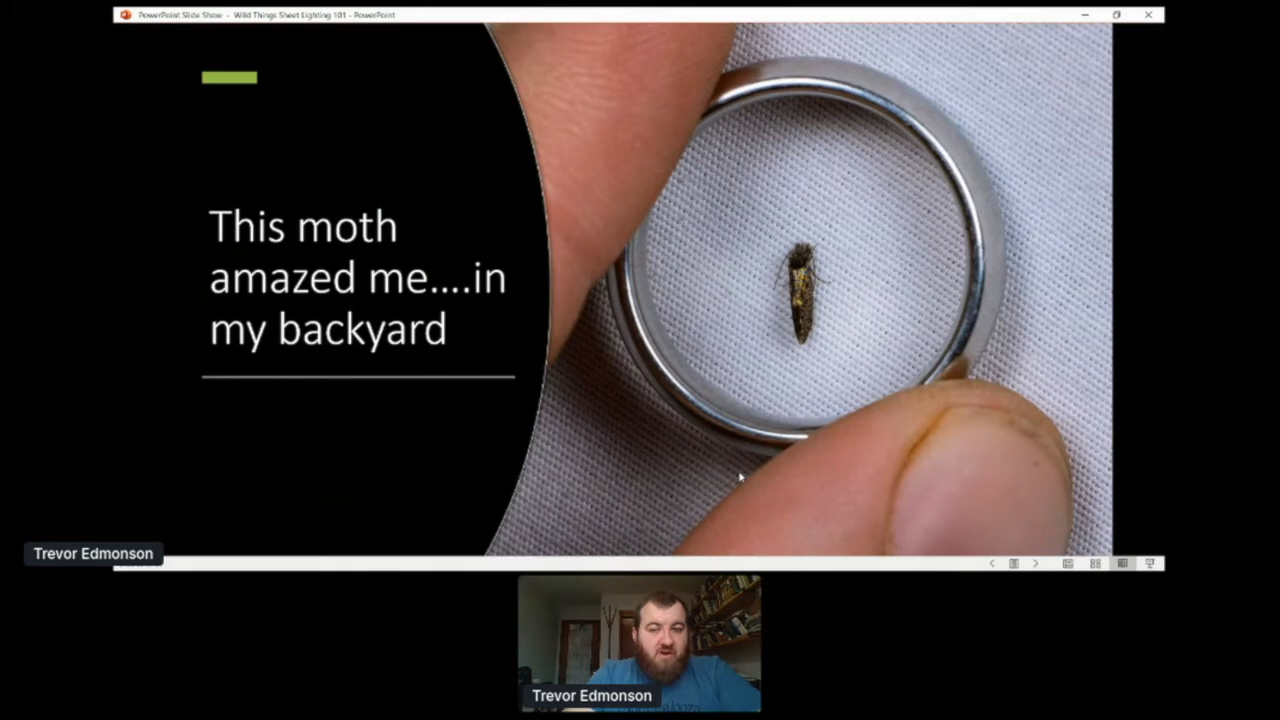 PowerPoint Slide Show - Wild Things Sheet Lighting 101 - PowerPoint
This moth
amazed me....in
my backyard
Trevor Edmonson
Trevor Edmonson